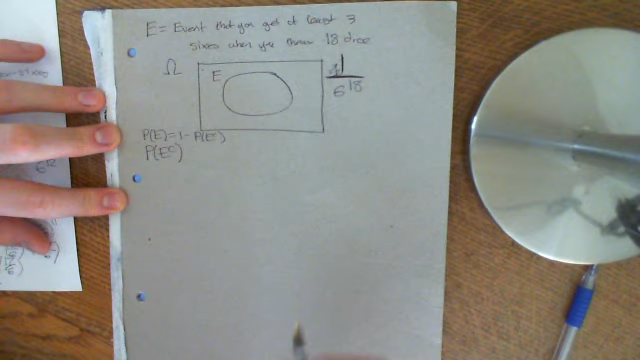 E = Event that you get at least 3
sixes when you throw 18 dice
Ω
E
6^18
P(E) = 1 - P(E^c)
P(E^c)